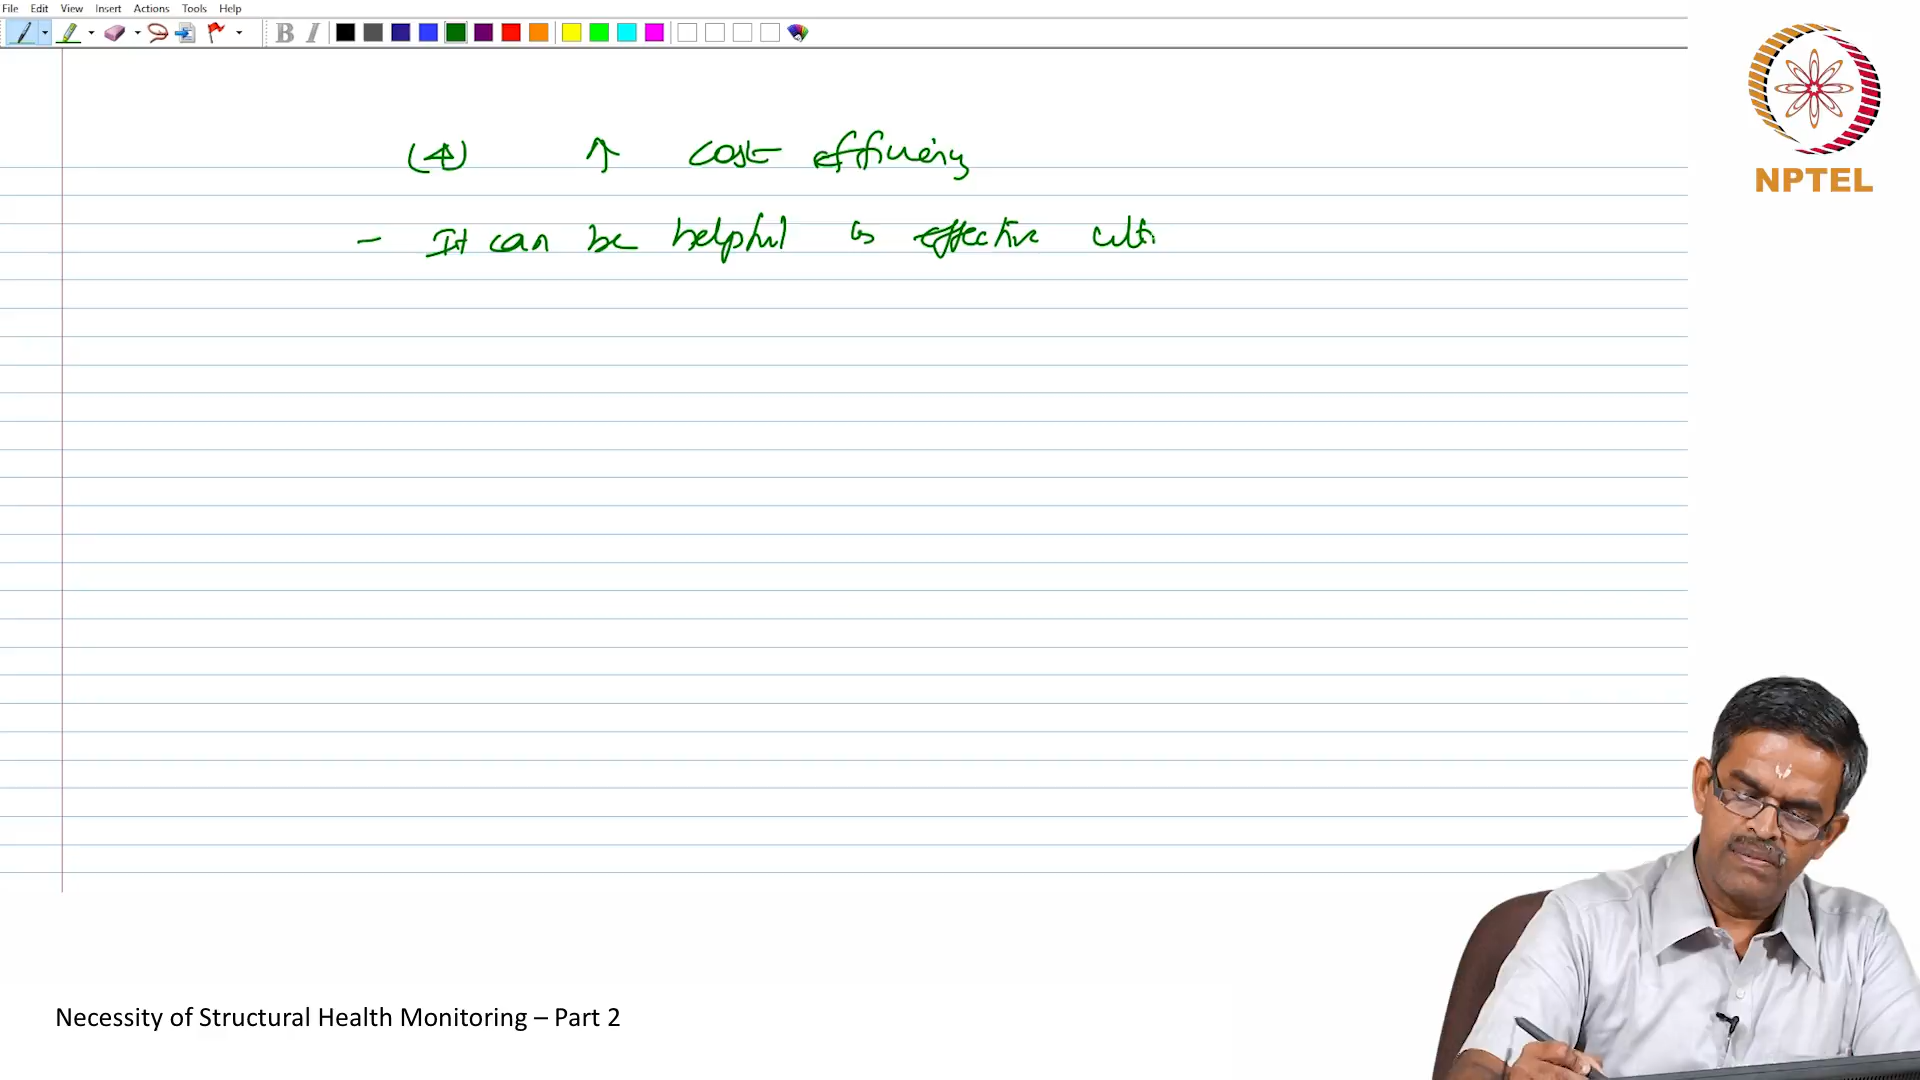 File Edit View Insert Actions Tools Help
B I
NPTEL
(4) ↑ cost efficiency
- It can be helpful as effective
Necessity of Structural Health Monitoring – Part 2